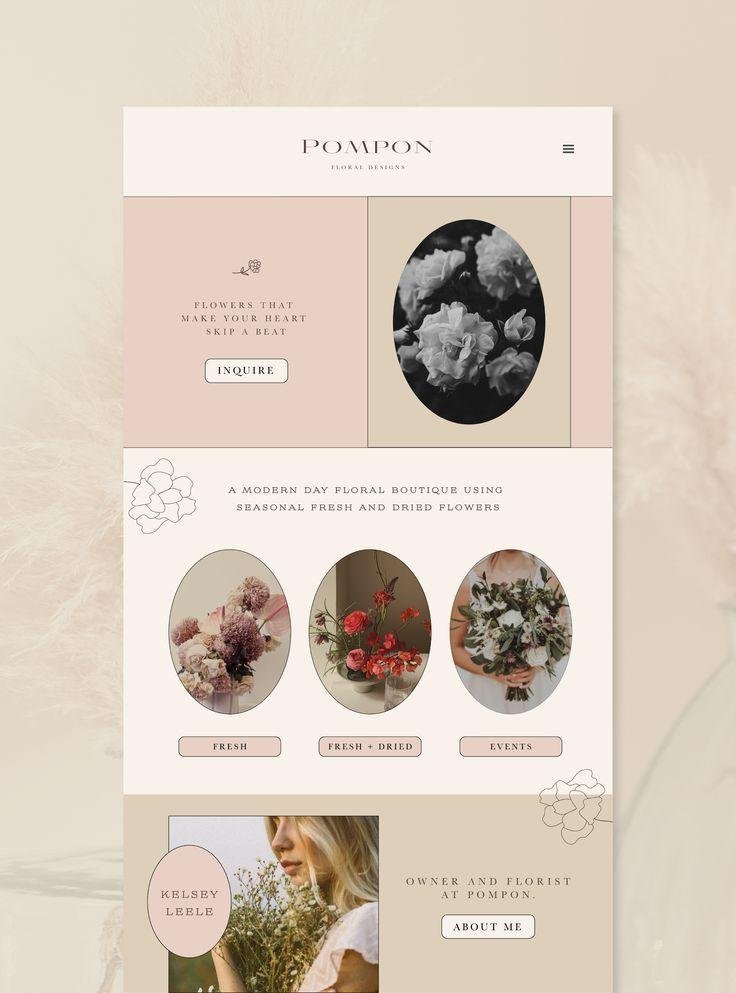 POMPON
FLORAL DESIGNS
FLOWERS THAT
MAKE YOUR HEART
SKIP A BEAT
INQUIRE
A MODERN DAY FLORAL BOUTIQUE USING
SEASONAL FRESH AND DRIED FLOWERS
FRESH
FRESH + DRIED
EVENTS
KELSEY
LEELE
OWNER AND FLORIST
AT POMPON.
ABOUT ME